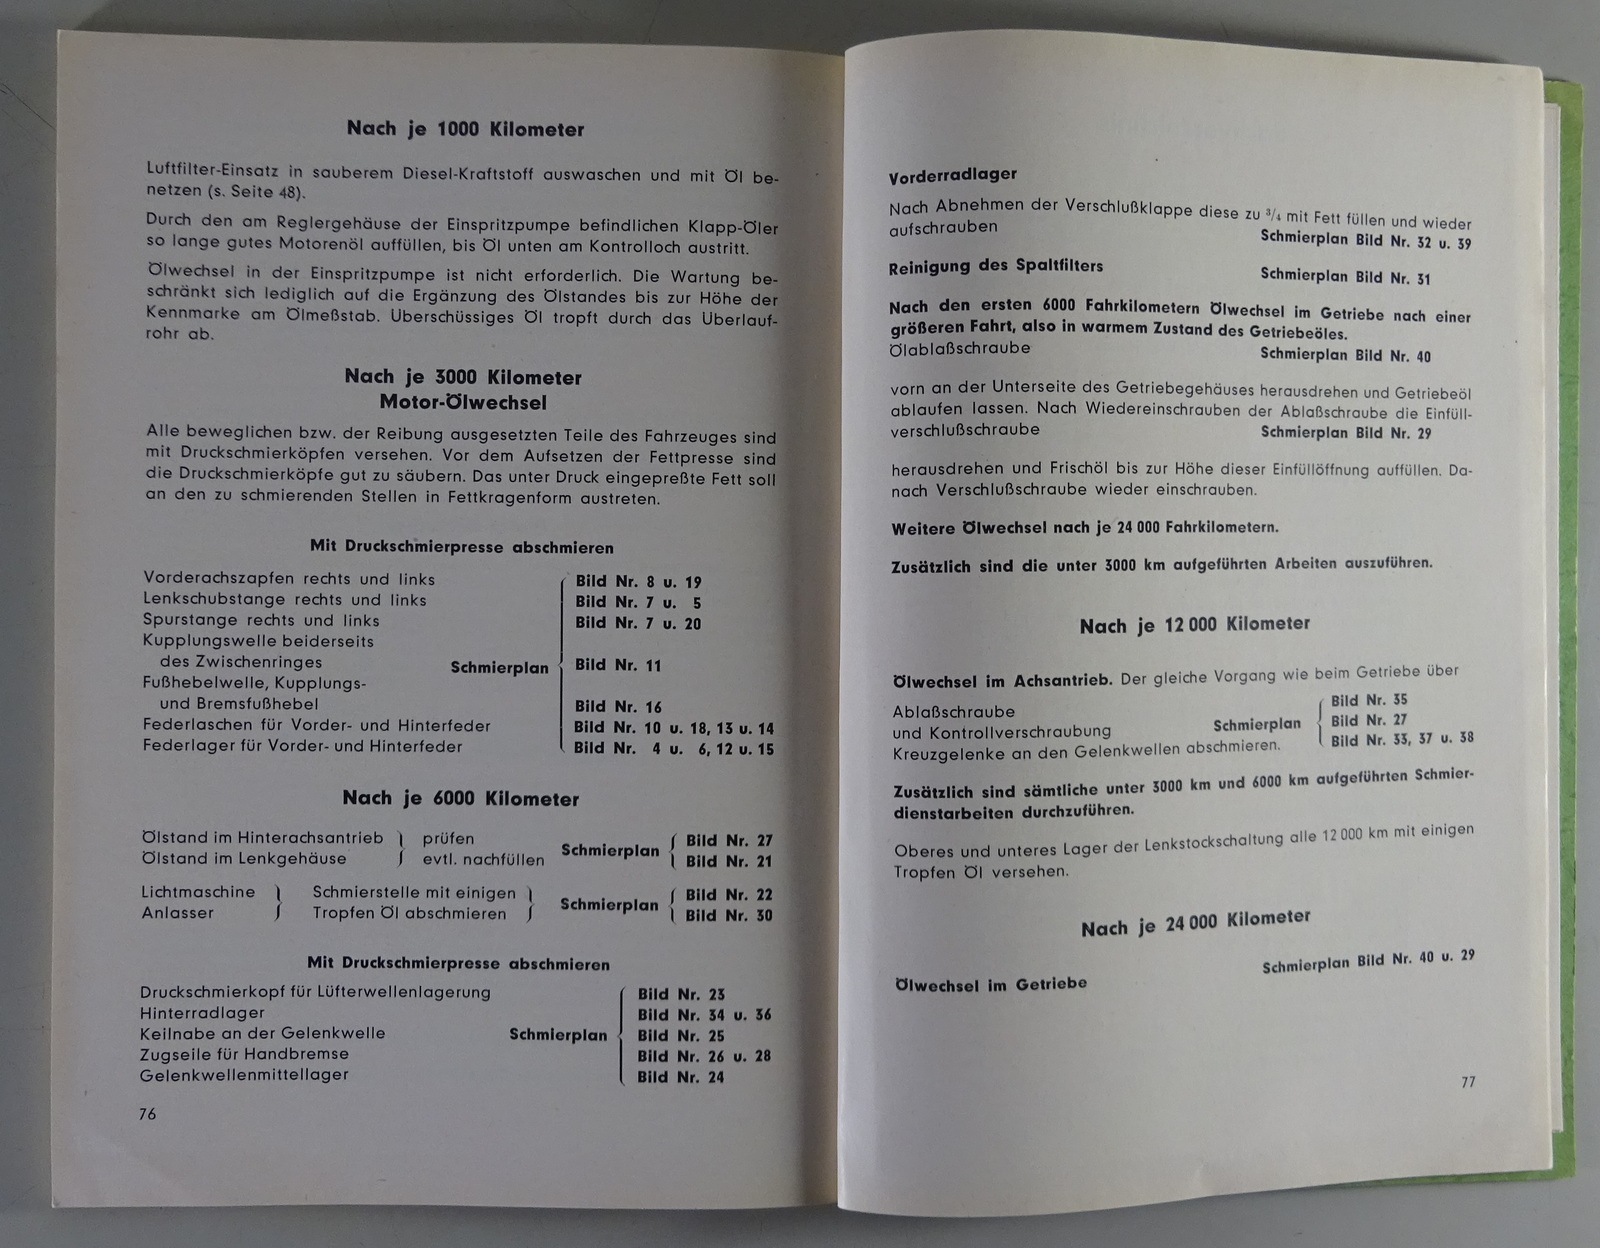 Nach je 1000 Kilometer
Luftfilter-Einsatz in sauberem Diesel-Kraftstoff auswaschen und mit Öl be-
netzen (s. Seite 48).
Durch den am Reglergehäuse der Einspritzpumpe befindlichen Klapp-Öler
so lange gutes Motorenöl auffüllen, bis Öl unten am Kontrolloch austritt.
Ölwechsel in der Einspritzpumpe ist nicht erforderlich. Die Wartung be-
schränkt sich lediglich auf die Ergänzung des Ölstandes bis zur Höhe der
Kennmarke am Ölmeßstab. Überschüssiges Öl tropft durch das Überlauf-
rohr ab.
Nach je 3000 Kilometer
Motor-Ölwechsel
Alle beweglichen bzw. der Reibung ausgesetzten Teile des Fahrzeuges sind
mit Druckschmierköpfen versehen. Vor dem Aufsetzen der Fettpresse sind
die Druckschmierköpfe gut zu säubern. Das unter Druck eingepreßte Fett soll
an den zu schmierenden Stellen in Fettkragenform austreten.
Mit Druckschmierpresse abschmieren
Vorderachszapfen rechts und links Bild Nr. 8 u. 19
Lenkschubstange rechts und links Bild Nr. 7 u. 5
Spurstange rechts und links Bild Nr. 7 u. 20
Kupplungswelle beiderseits
des Zwischenringes Schmierplan Bild Nr. 11
Fußhebelwelle, Kupplungs-
und Bremsfußhebel Bild Nr. 16
Federlaschen für Vorder- und Hinterfeder Bild Nr. 10 u. 18, 13 u. 14
Federlager für Vorder- und Hinterfeder Bild Nr. 4 u. 6, 12 u. 15
Nach je 6000 Kilometer
Ölstand im Hinterachsantrieb } prüfen Schmierplan { Bild Nr. 27
Ölstand im Lenkgehäuse } evtl. nachfüllen { Bild Nr. 21
Lichtmaschine } Schmierstelle mit einigen } Schmierplan { Bild Nr. 22
Anlasser } Tropfen Öl abschmieren } { Bild Nr. 30
Mit Druckschmierpresse abschmieren
Druckschmierkopf für Lüfterwellenlagerung Bild Nr. 23
Hinterradlager Bild Nr. 34 u. 36
Keilnabe an der Gelenkwelle Schmierplan Bild Nr. 25
Zugseile für Handbremse Bild Nr. 26 u. 28
Gelenkwellenmittellager Bild Nr. 24
76
Vorderradlager
Nach Abnehmen der Verschlußklappe diese zu ¾ mit Fett füllen und wieder
aufschrauben Schmierplan Bild Nr. 32 u. 39
Reinigung des Spaltfilters Schmierplan Bild Nr. 31
Nach den ersten 6000 Fahrkilometern Ölwechsel im Getriebe nach einer
größeren Fahrt, also in warmem Zustand des Getriebeöles.
Ölablaßschraube Schmierplan Bild Nr. 40
vorn an der Unterseite des Getriebegehäuses herausdrehen und Getriebeöl
ablaufen lassen. Nach Wiedereinschrauben der Ablaßschraube die Einfüll-
verschlußschraube Schmierplan Bild Nr. 29
herausdrehen und Frischöl bis zur Höhe dieser Einfüllöffnung auffüllen. Da-
nach Verschlußschraube wieder einschrauben.
Weitere Ölwechsel nach je 24 000 Fahrkilometern.
Zusätzlich sind die unter 3000 km aufgeführten Arbeiten auszuführen.
Nach je 12 000 Kilometer
Ölwechsel im Achsantrieb. Der gleiche Vorgang wie beim Getriebe über
Ablaßschraube Bild Nr. 35
und Kontrollverschraubung Schmierplan Bild Nr. 27
Kreuzgelenke an den Gelenkwellen abschmieren. Bild Nr. 33, 37 u. 38
Zusätzlich sind sämtliche unter 3000 km und 6000 km aufgeführten Schmier-
dienstarbeiten durchzuführen.
Oberes und unteres Lager der Lenkstockschaltung alle 12 000 km mit einigen
Tropfen Öl versehen.
Nach je 24 000 Kilometer
Ölwechsel im Getriebe Schmierplan Bild Nr. 40 u. 29
77